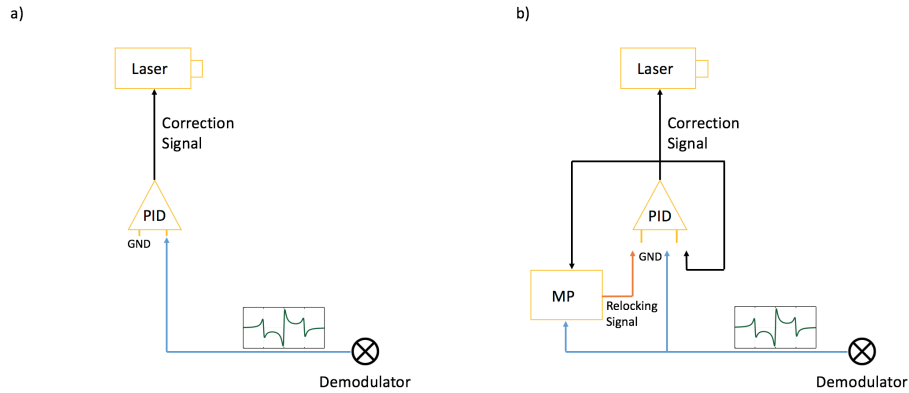 a)
Laser
Correction
Signal
PID
GND
Demodulator
b)
Laser
Correction
Signal
PID
GND
MP
Relocking
Signal
Demodulator